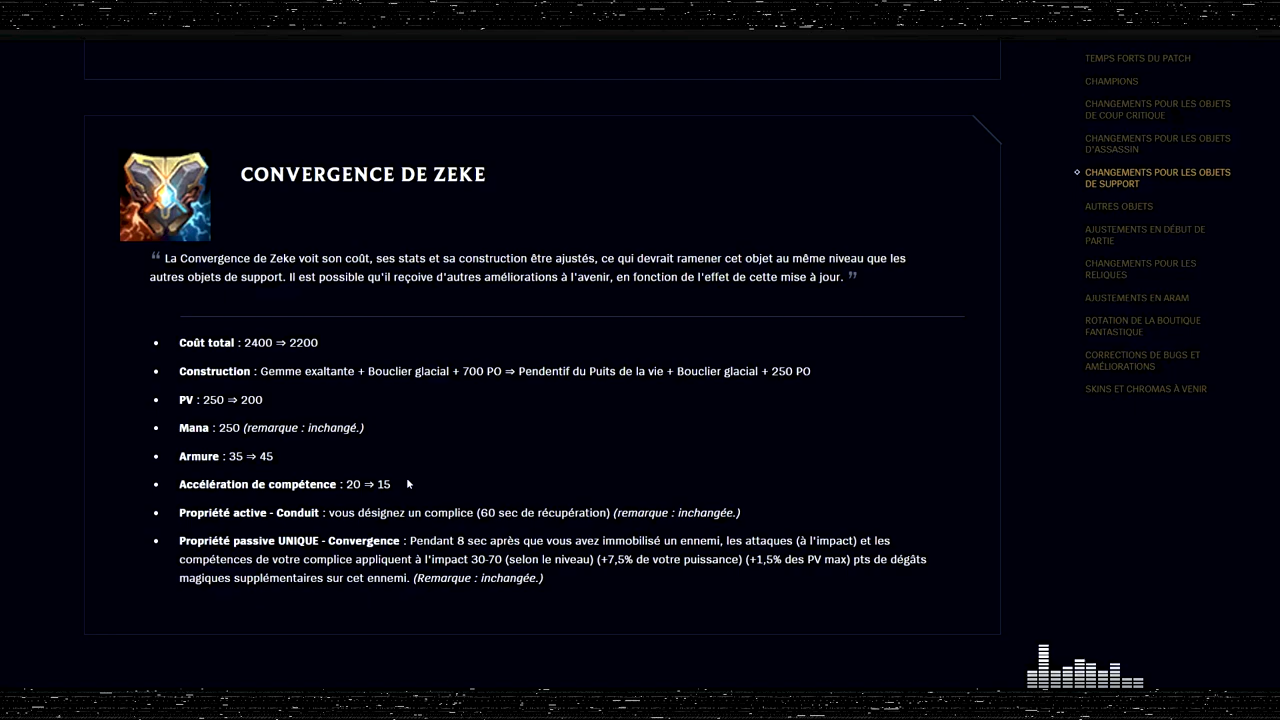 CONVERGENCE DE ZEKE
“ La Convergence de Zeke voit son coût, ses stats et sa construction être ajustés, ce qui devrait ramener cet objet au même niveau que les
autres objets de support. Il est possible qu'il reçoive d'autres améliorations à l'avenir, en fonction de l'effet de cette mise à jour. ”
• Coût total : 2400 ⇒ 2200
• Construction : Gemme exaltante + Bouclier glacial + 700 PO ⇒ Pendentif du Puits de la vie + Bouclier glacial + 250 PO
• PV : 250 ⇒ 200
• Mana : 250 (remarque : inchangé.)
• Armure : 35 ⇒ 45
• Accélération de compétence : 20 ⇒ 15
• Propriété active - Conduit : vous désignez un complice (60 sec de récupération) (remarque : inchangée.)
• Propriété passive UNIQUE - Convergence : Pendant 8 sec après que vous avez immobilisé un ennemi, les attaques (à l'impact) et les
compétences de votre complice appliquent à l'impact 30-70 (selon le niveau) (+7,5% de votre puissance) (+1,5% des PV max) pts de dégâts
magiques supplémentaires sur cet ennemi. (Remarque : inchangée.)
TEMPS FORTS DU PATCH
CHAMPIONS
CHANGEMENTS POUR LES OBJETS
DE COUP CRITIQUE
CHANGEMENTS POUR LES OBJETS
D'ASSASSIN
CHANGEMENTS POUR LES OBJETS
DE SUPPORT
AUTRES OBJETS
AJUSTEMENTS EN DÉBUT DE
PARTIE
CHANGEMENTS POUR LES
RELIQUES
AJUSTEMENTS EN ARAM
ROTATION DE LA BOUTIQUE
FANTASTIQUE
CORRECTIONS DE BUGS ET
AMÉLIORATIONS
SKINS ET CHROMAS À VENIR